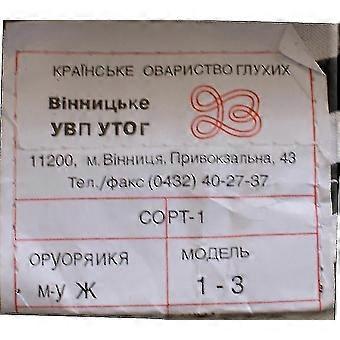 КРАЇНСЬКЕ ОВАРИСТВО ГЛУХИХ
Вінницьке
УВП УТОГ
11200, м. Вінниця, Привокзальна, 43
Тел./факс (0432) 40-27-37
СОРТ-1
ОРУОРЯИКЯ
МОДЕЛЬ
м-у Ж
1 - 3